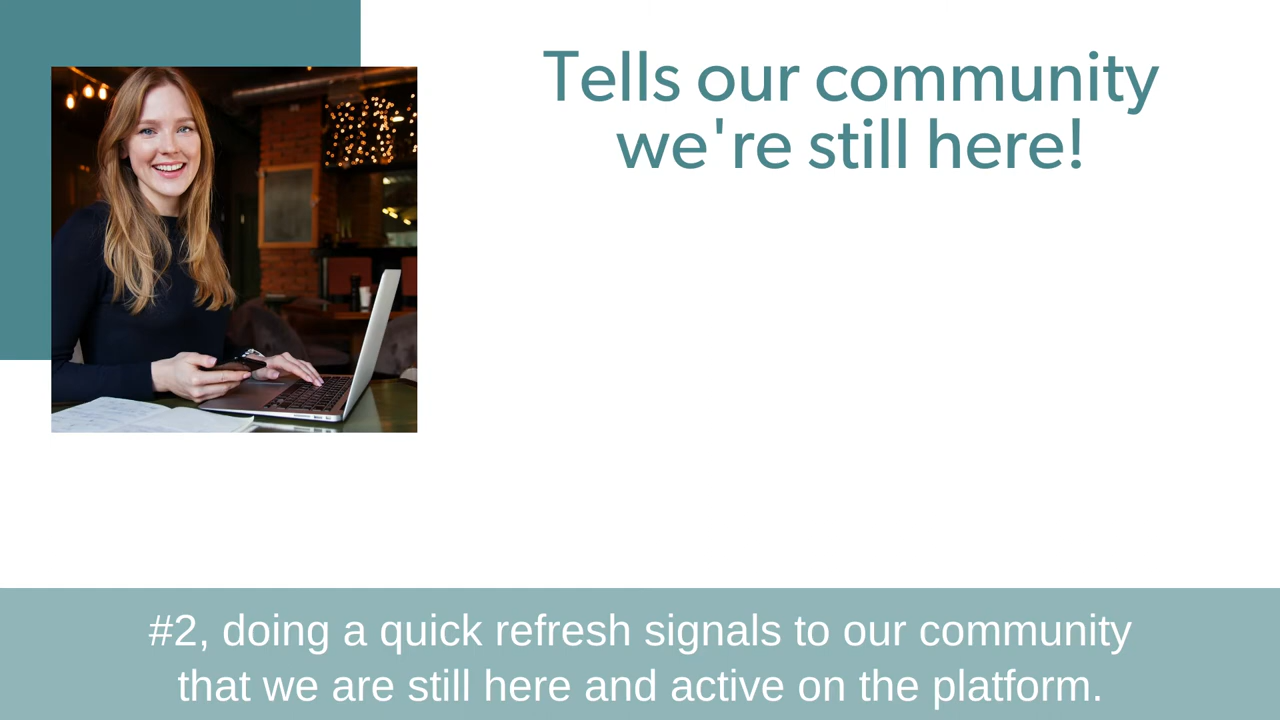 Tells our community
we're still here!
#2, doing a quick refresh signals to our community
that we are still here and active on the platform.